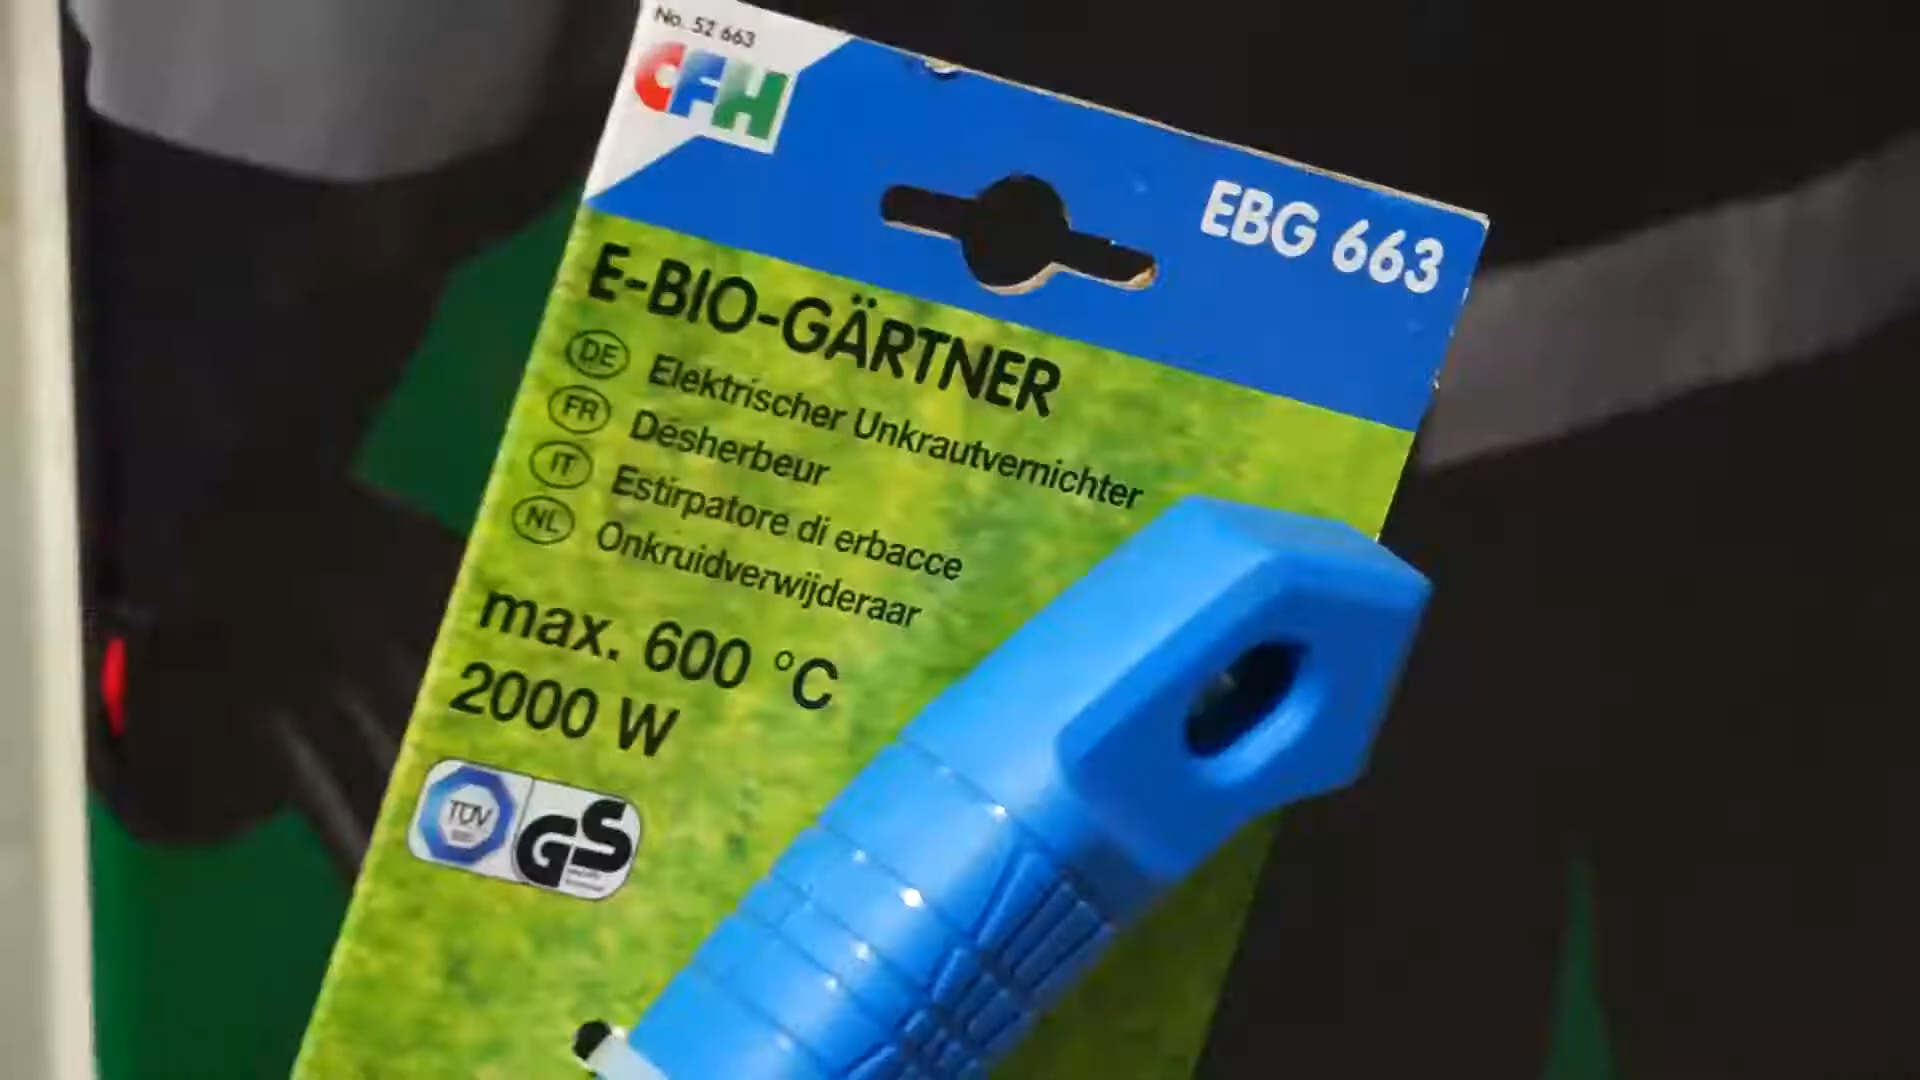 No. 52 663
CFH
EBG 663
E-BIO-GÄRTNER
DE Elektrischer Unkrautvernichter
FR Désherbeur
IT Estirpatore di erbacce
NL Onkruidverwijderaar
max. 600 °C
2000 W
TÜV
GS